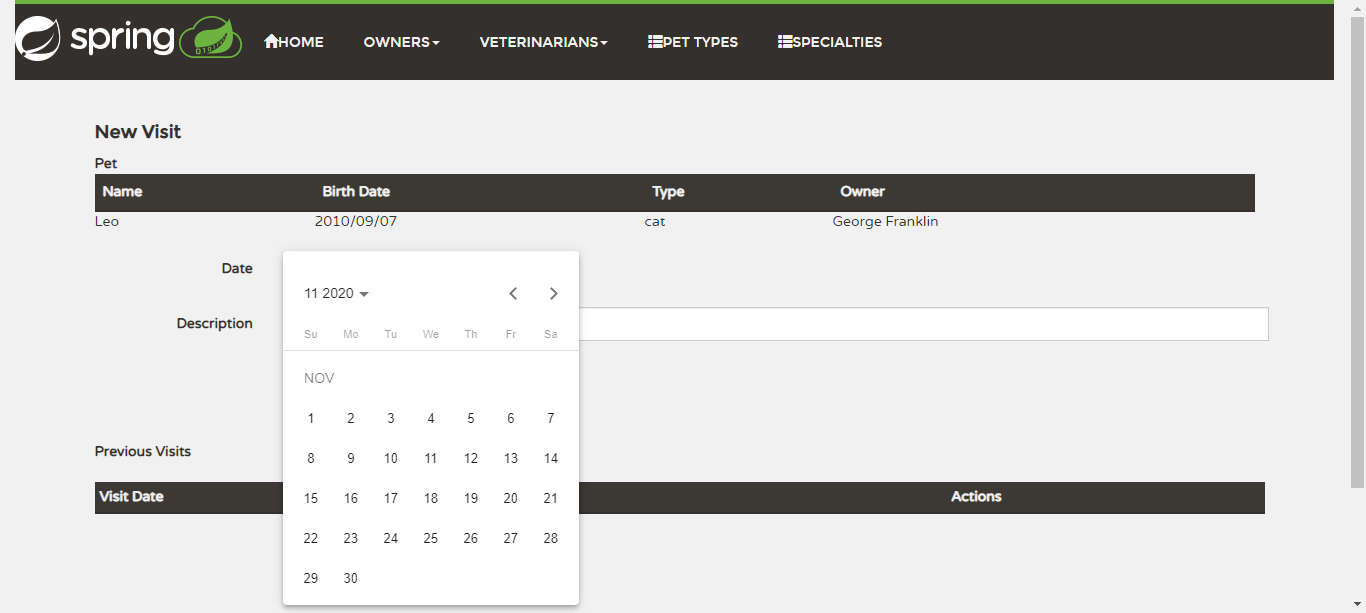 spring HOME OWNERS VETERINARIANS PET TYPES SPECIALTIES
New Visit
Pet
Name Birth Date Type Owner
Leo 2010/09/07 cat George Franklin
Date
11 2020
Description
Su Mo Tu We Th Fr Sa
NOV
1 2 3 4 5 6 7
Previous Visits
8 9 10 11 12 13 14
Visit Date Actions
15 16 17 18 19 20 21
22 23 24 25 26 27 28
29 30